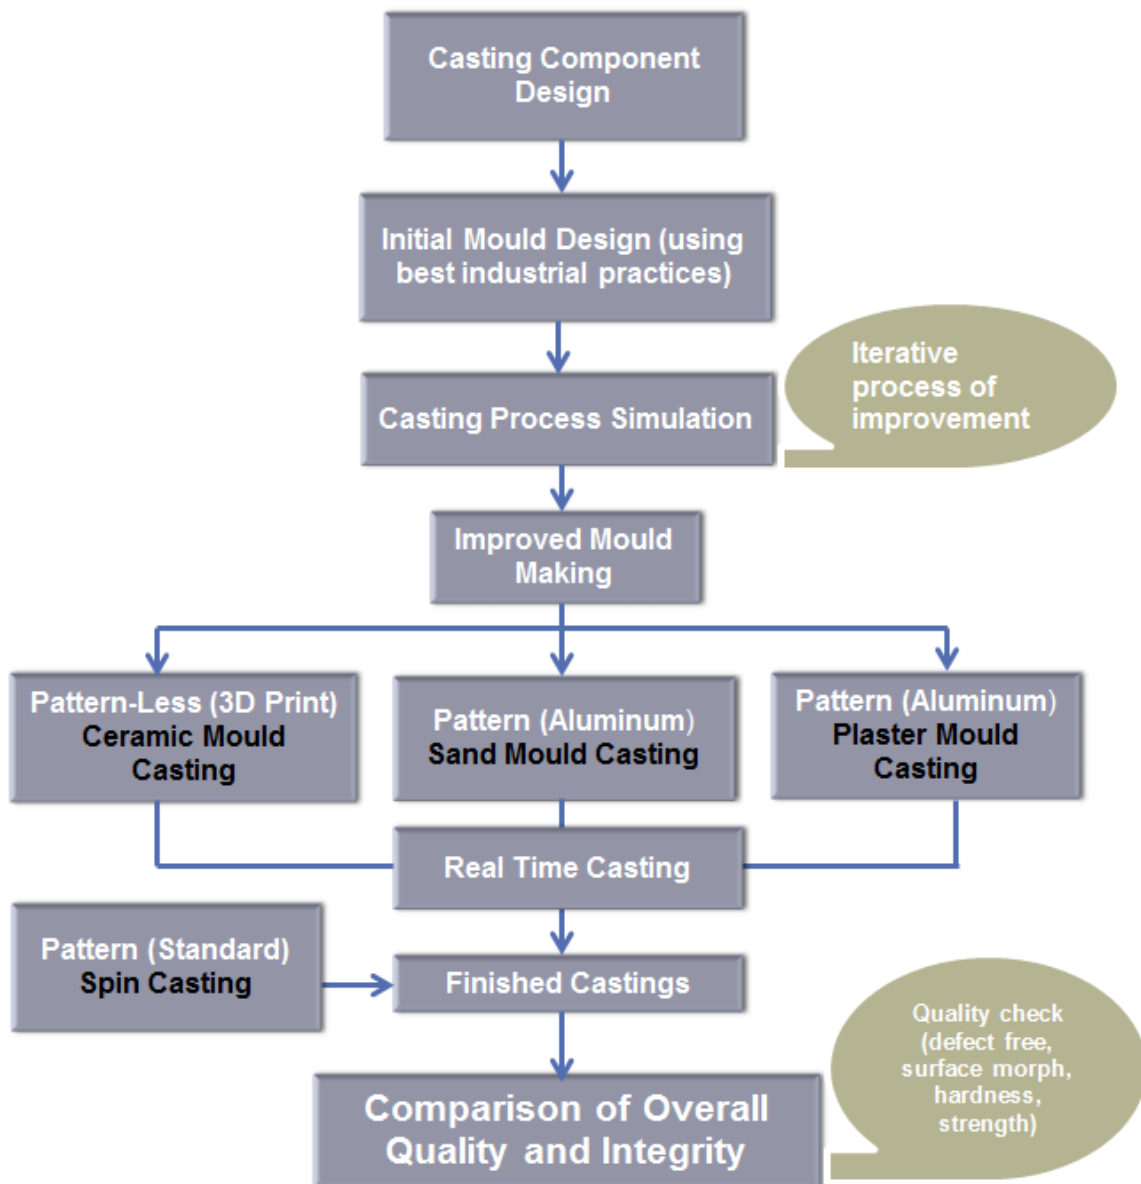 Casting Component
Design
Initial Mould Design (using
best industrial practices)
Iterative
process of
improvement
Casting Process Simulation
Improved Mould
Making
Pattern-Less (3D Print)
Ceramic Mould
Casting
Pattern (Aluminum)
Sand Mould Casting
Pattern (Aluminum)
Plaster Mould
Casting
Real Time Casting
Pattern (Standard)
Spin Casting
Finished Castings
Quality check
(defect free,
surface morph,
hardness,
strength)
Comparison of Overall
Quality and Integrity